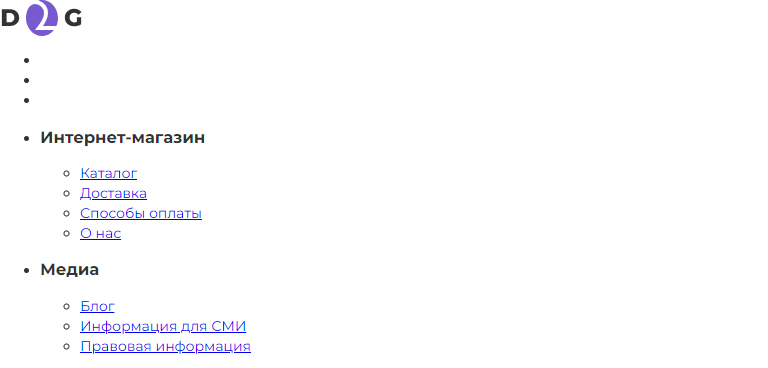 D2G
Интернет-магазин
Каталог
Доставка
Способы оплаты
О нас
Медиа
Блог
Информация для СМИ
Правовая информация